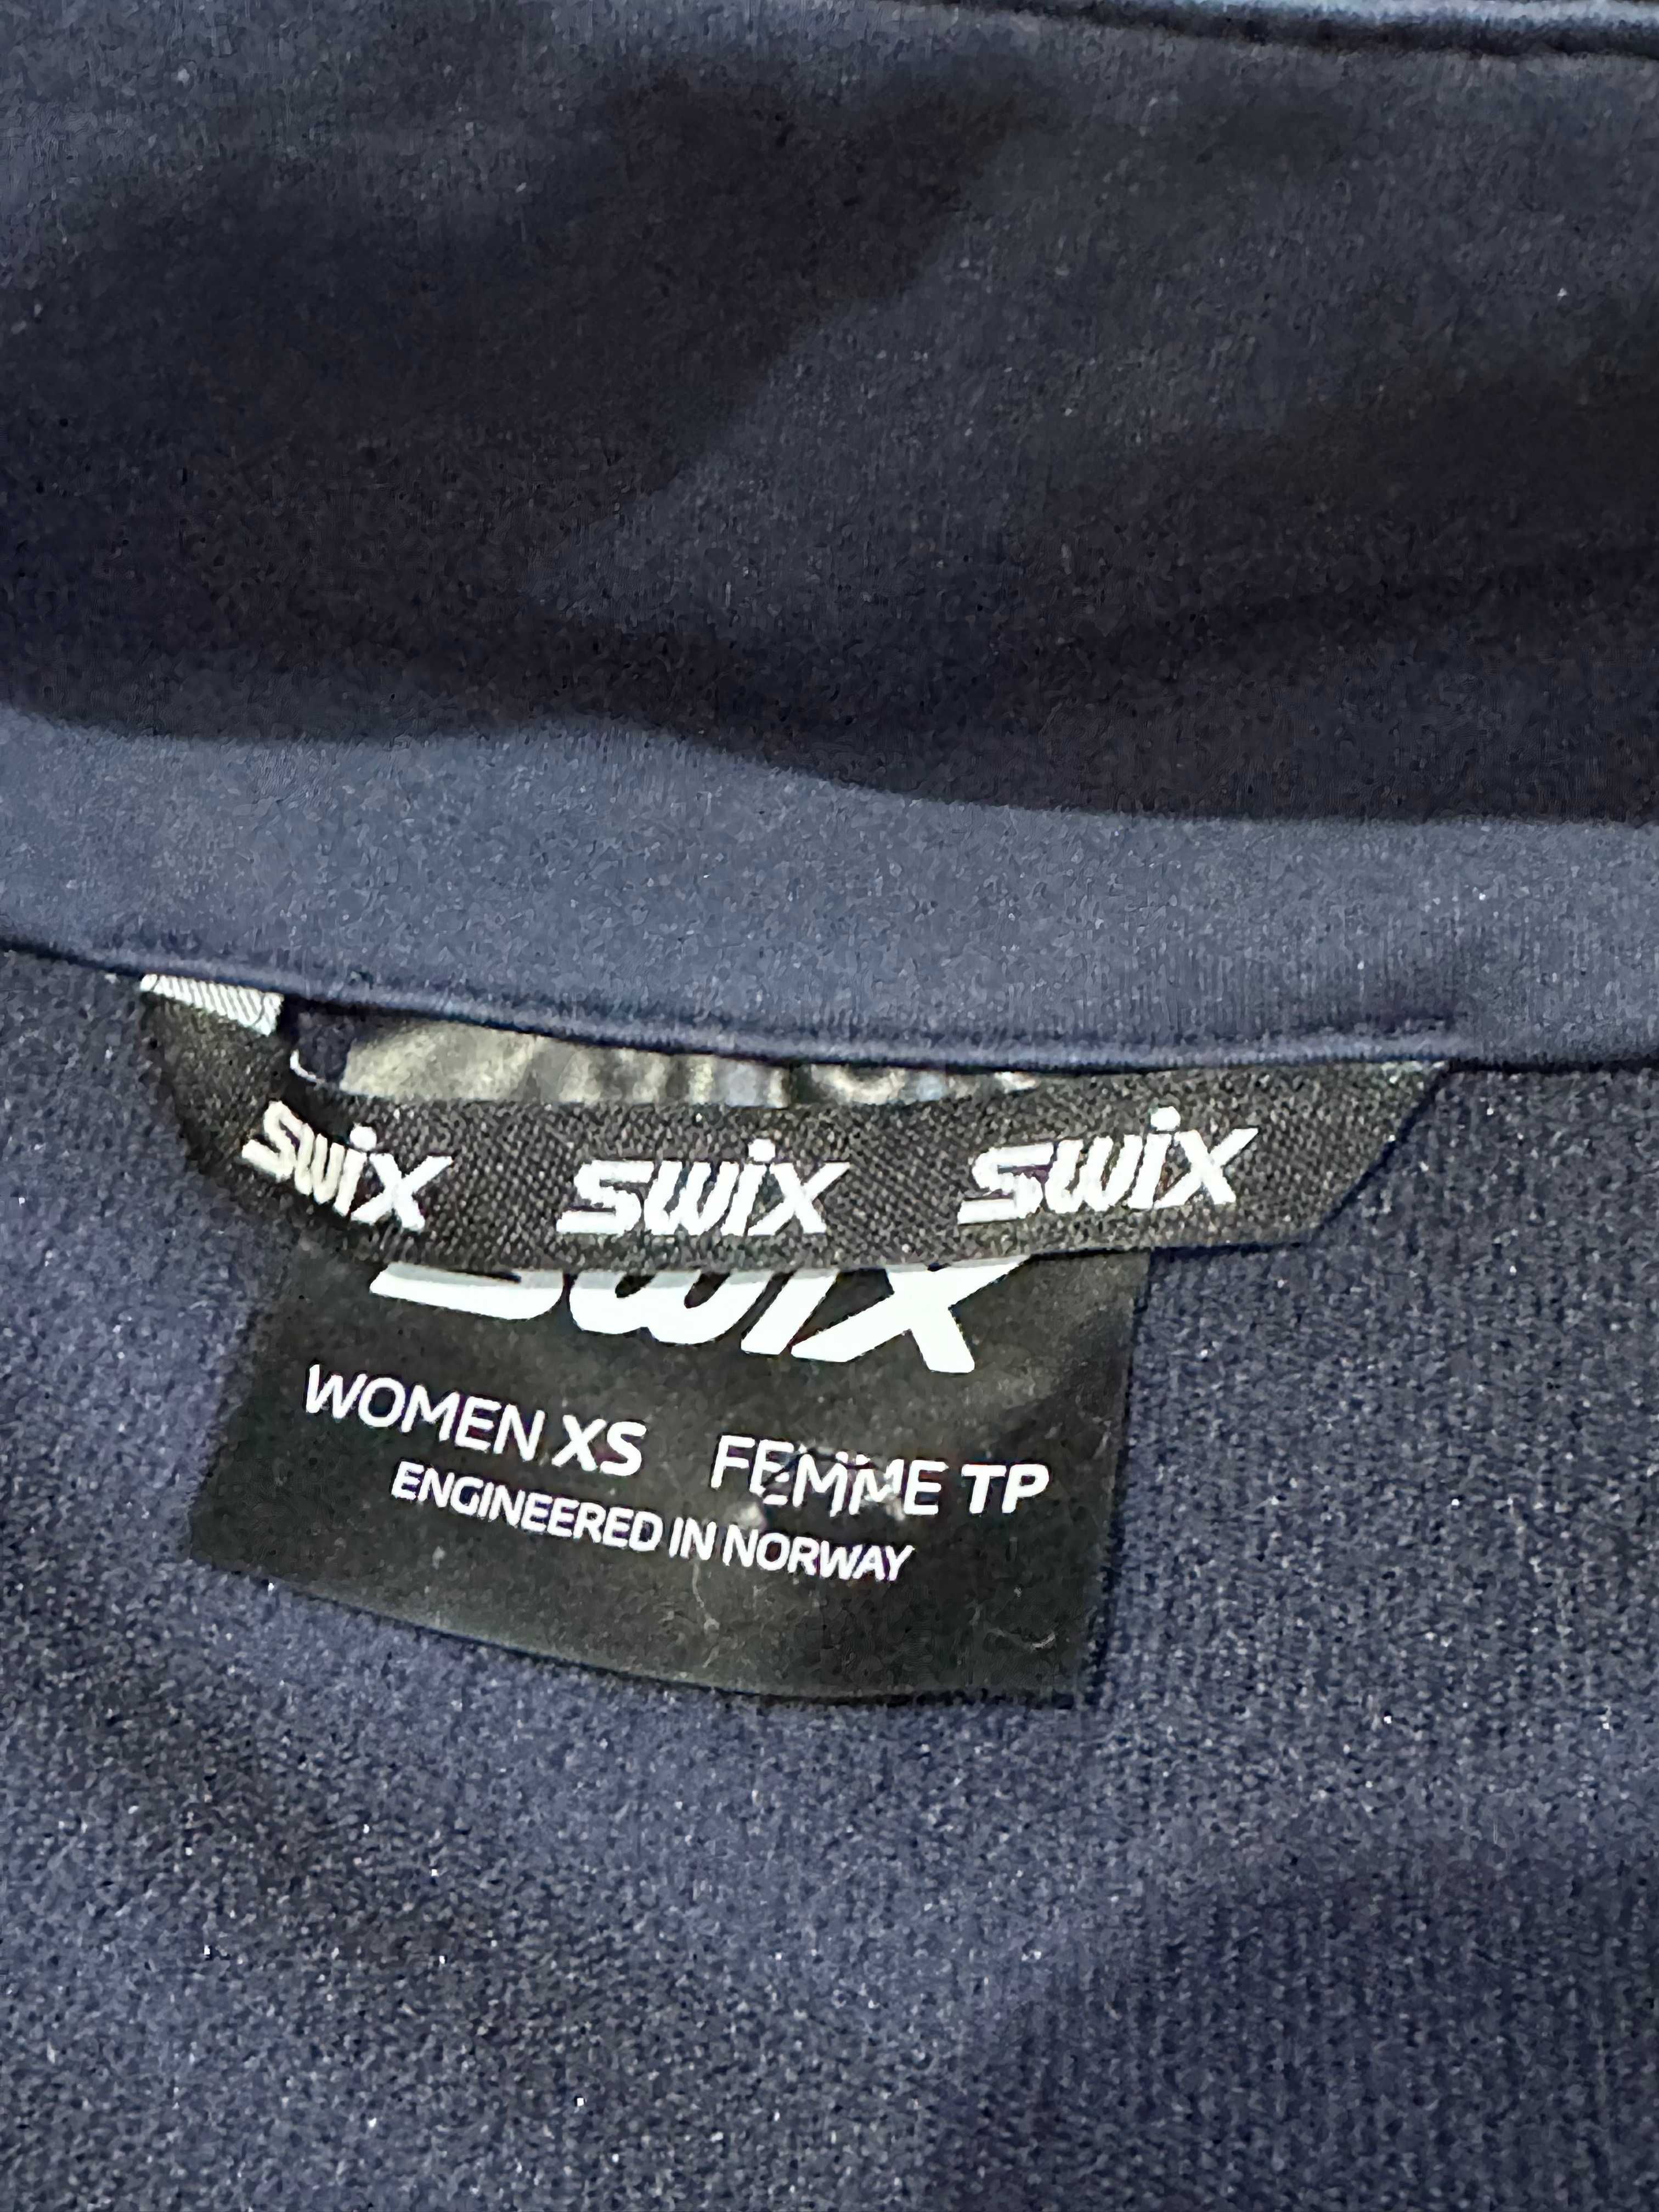 swix swix swix
swix
WOMEN XS FEMME TP
ENGINEERED IN NORWAY